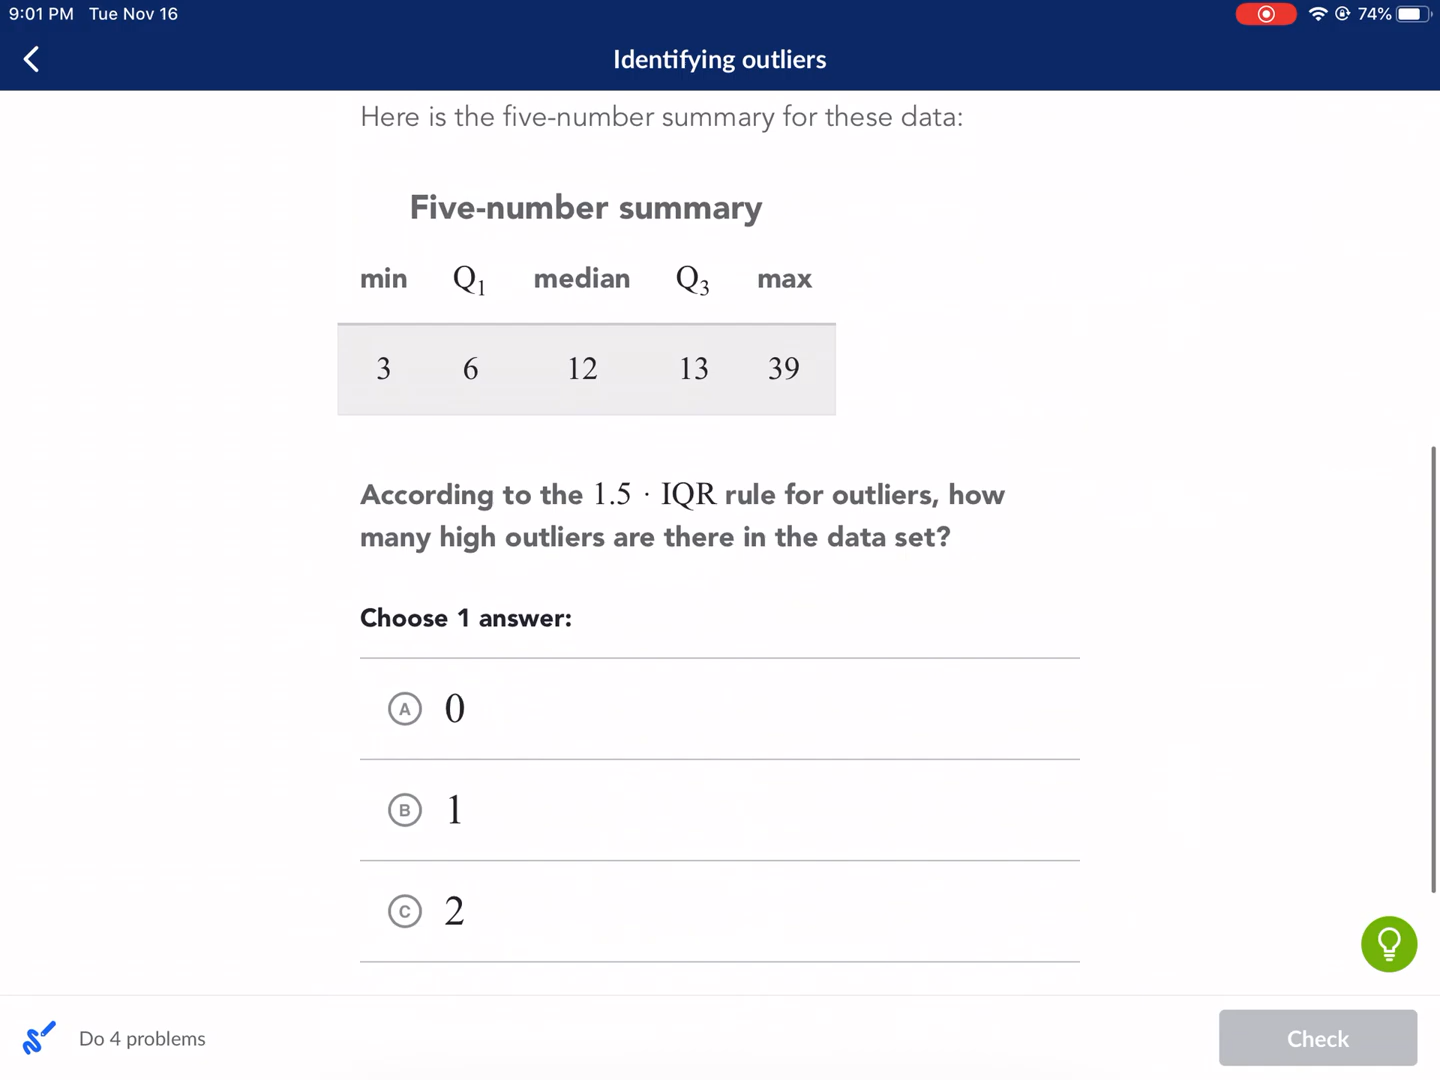 9:01 PM Tue Nov 16
74%
Identifying outliers
Here is the five-number summary for these data:
Five-number summary
min Q₁ median Q₃ max
3 6 12 13 39
According to the 1.5 · IQR rule for outliers, how
many high outliers are there in the data set?
Choose 1 answer:
A 0
B 1
C 2
Do 4 problems
Check